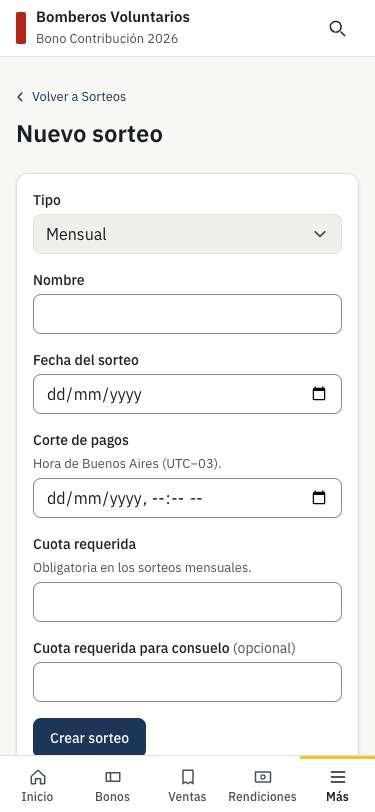 Bomberos Voluntarios
Bono Contribución 2026
Volver a Sorteos
Nuevo sorteo
Tipo
Mensual
Nombre
Fecha del sorteo
dd/mm/yyyy
Corte de pagos
Hora de Buenos Aires (UTC−03).
dd/mm/yyyy, --:-- --
Cuota requerida
Obligatoria en los sorteos mensuales.
Cuota requerida para consuelo (opcional)
Crear sorteo
Inicio Bonos Ventas Rendiciones Más